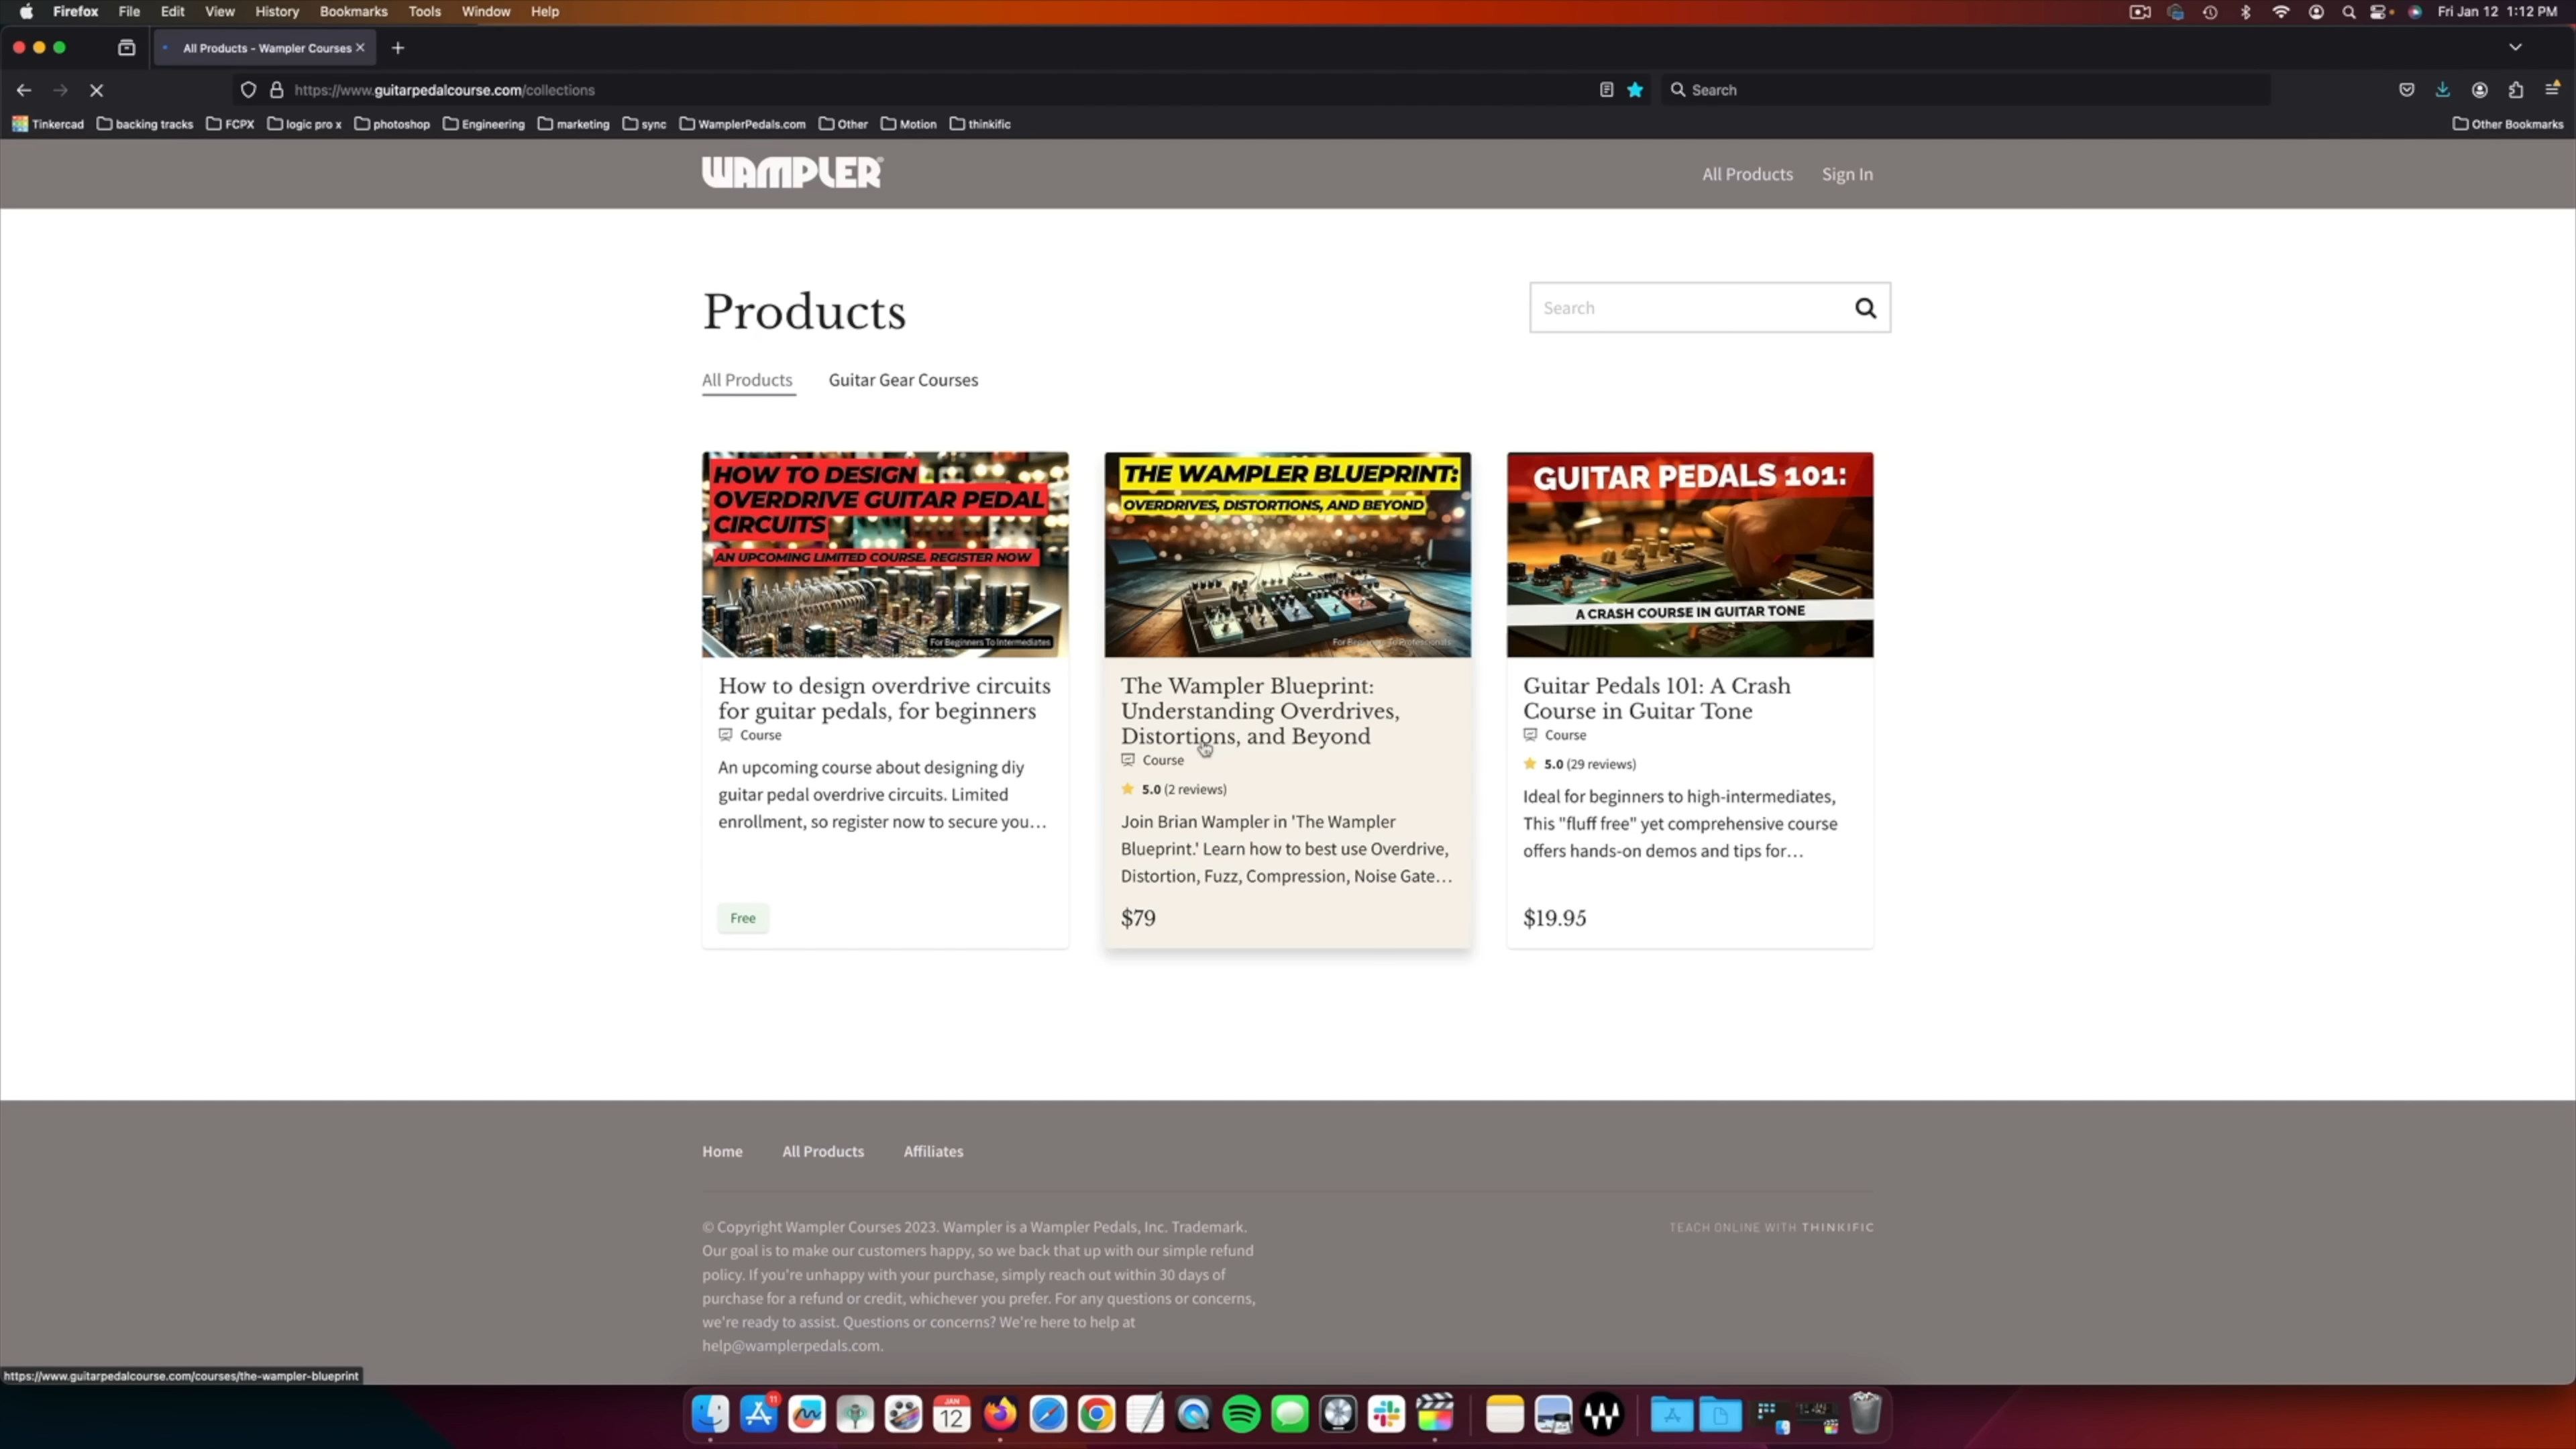 Firefox File Edit View History Bookmarks Tools Window Help Fri Jan 12 1:12 PM
All Products - Wampler Courses
https://www.guitarpedalcourse.com/collections Search
Tinkercad backing tracks FCPX logic pro x photoshop Engineering marketing sync WamplerPedals.com Other Motion thinkific Other Bookmarks
WAMPLER All Products Sign In
Products Search
All Products Guitar Gear Courses
HOW TO DESIGN
OVERDRIVE GUITAR PEDAL
CIRCUITS
AN UPCOMING LIMITED COURSE. REGISTER NOW
For Beginners To Intermediates
How to design overdrive circuits
for guitar pedals, for beginners
Course
An upcoming course about designing diy
guitar pedal overdrive circuits. Limited
enrollment, so register now to secure you…
Free
THE WAMPLER BLUEPRINT:
OVERDRIVES, DISTORTIONS, AND BEYOND
For Beginners To Professionals
The Wampler Blueprint:
Understanding Overdrives,
Distortions, and Beyond
Course
5.0 (2 reviews)
Join Brian Wampler in 'The Wampler
Blueprint.' Learn how to best use Overdrive,
Distortion, Fuzz, Compression, Noise Gate…
$79
GUITAR PEDALS 101:
A CRASH COURSE IN GUITAR TONE
Guitar Pedals 101: A Crash
Course in Guitar Tone
Course
5.0 (29 reviews)
Ideal for beginners to high-intermediates,
This "fluff free" yet comprehensive course
offers hands-on demos and tips for…
$19.95
Home All Products Affiliates
© Copyright Wampler Courses 2023. Wampler is a Wampler Pedals, Inc. Trademark.
Our goal is to make our customers happy, so we back that up with our simple refund
policy. If you're unhappy with your purchase, simply reach out within 30 days of
purchase for a refund or credit, whichever you prefer. For any questions or concerns,
we're ready to assist. Questions or concerns? We're here to help at
help@wamplerpedals.com.
TEACH ONLINE WITH THINKIFIC
https://www.guitarpedalcourse.com/courses/the-wampler-blueprint
11
JAN
12